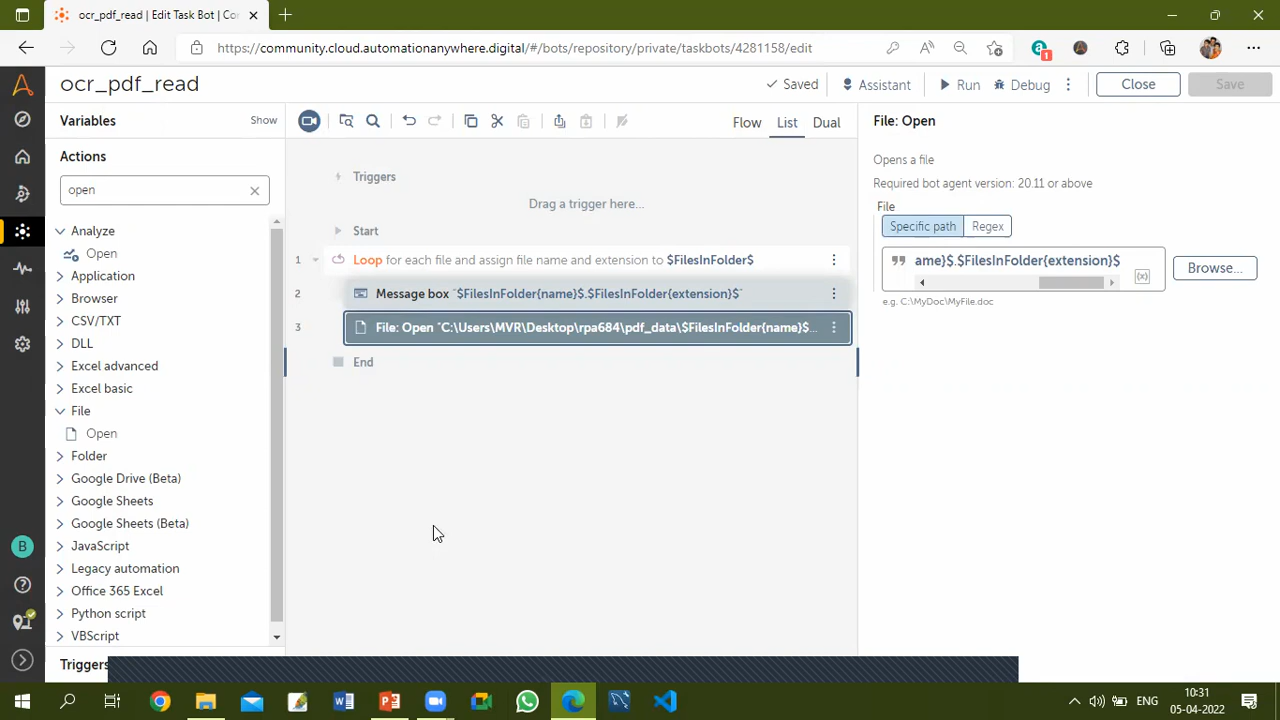 ocr_pdf_read | Edit Task Bot | Co
https://community.cloud.automationanywhere.digital/#/bots/repository/private/taskbots/4281158/edit
1
ocr_pdf_read
Saved
Assistant
Run
Debug
Close
Save
Variables
Show
Flow
List
Dual
File: Open
Actions
Opens a file
Required bot agent version: 20.11 or above
open
Triggers
Drag a trigger here...
File
Specific path
Regex
Analyze
Open
Start
1 Loop for each file and assign file name and extension to $FilesInFolder$
ame}$.$FilesInFolder{extension}$
(x)
Browse...
Application
2 Message box "$FilesInFolder{name}$.$FilesInFolder{extension}$"
e.g. C:\MyDoc\MyFile.doc
Browser
CSV/TXT
3 File: Open "C:\Users\MVR\Desktop\rpa684\pdf_data\$FilesInFolder{name}$...
DLL
End
Excel advanced
Excel basic
File
Open
Folder
Google Drive (Beta)
Google Sheets
Google Sheets (Beta)
JavaScript
B
Legacy automation
Office 365 Excel
Python script
VBScript
Triggers
ENG
10:31
05-04-2022